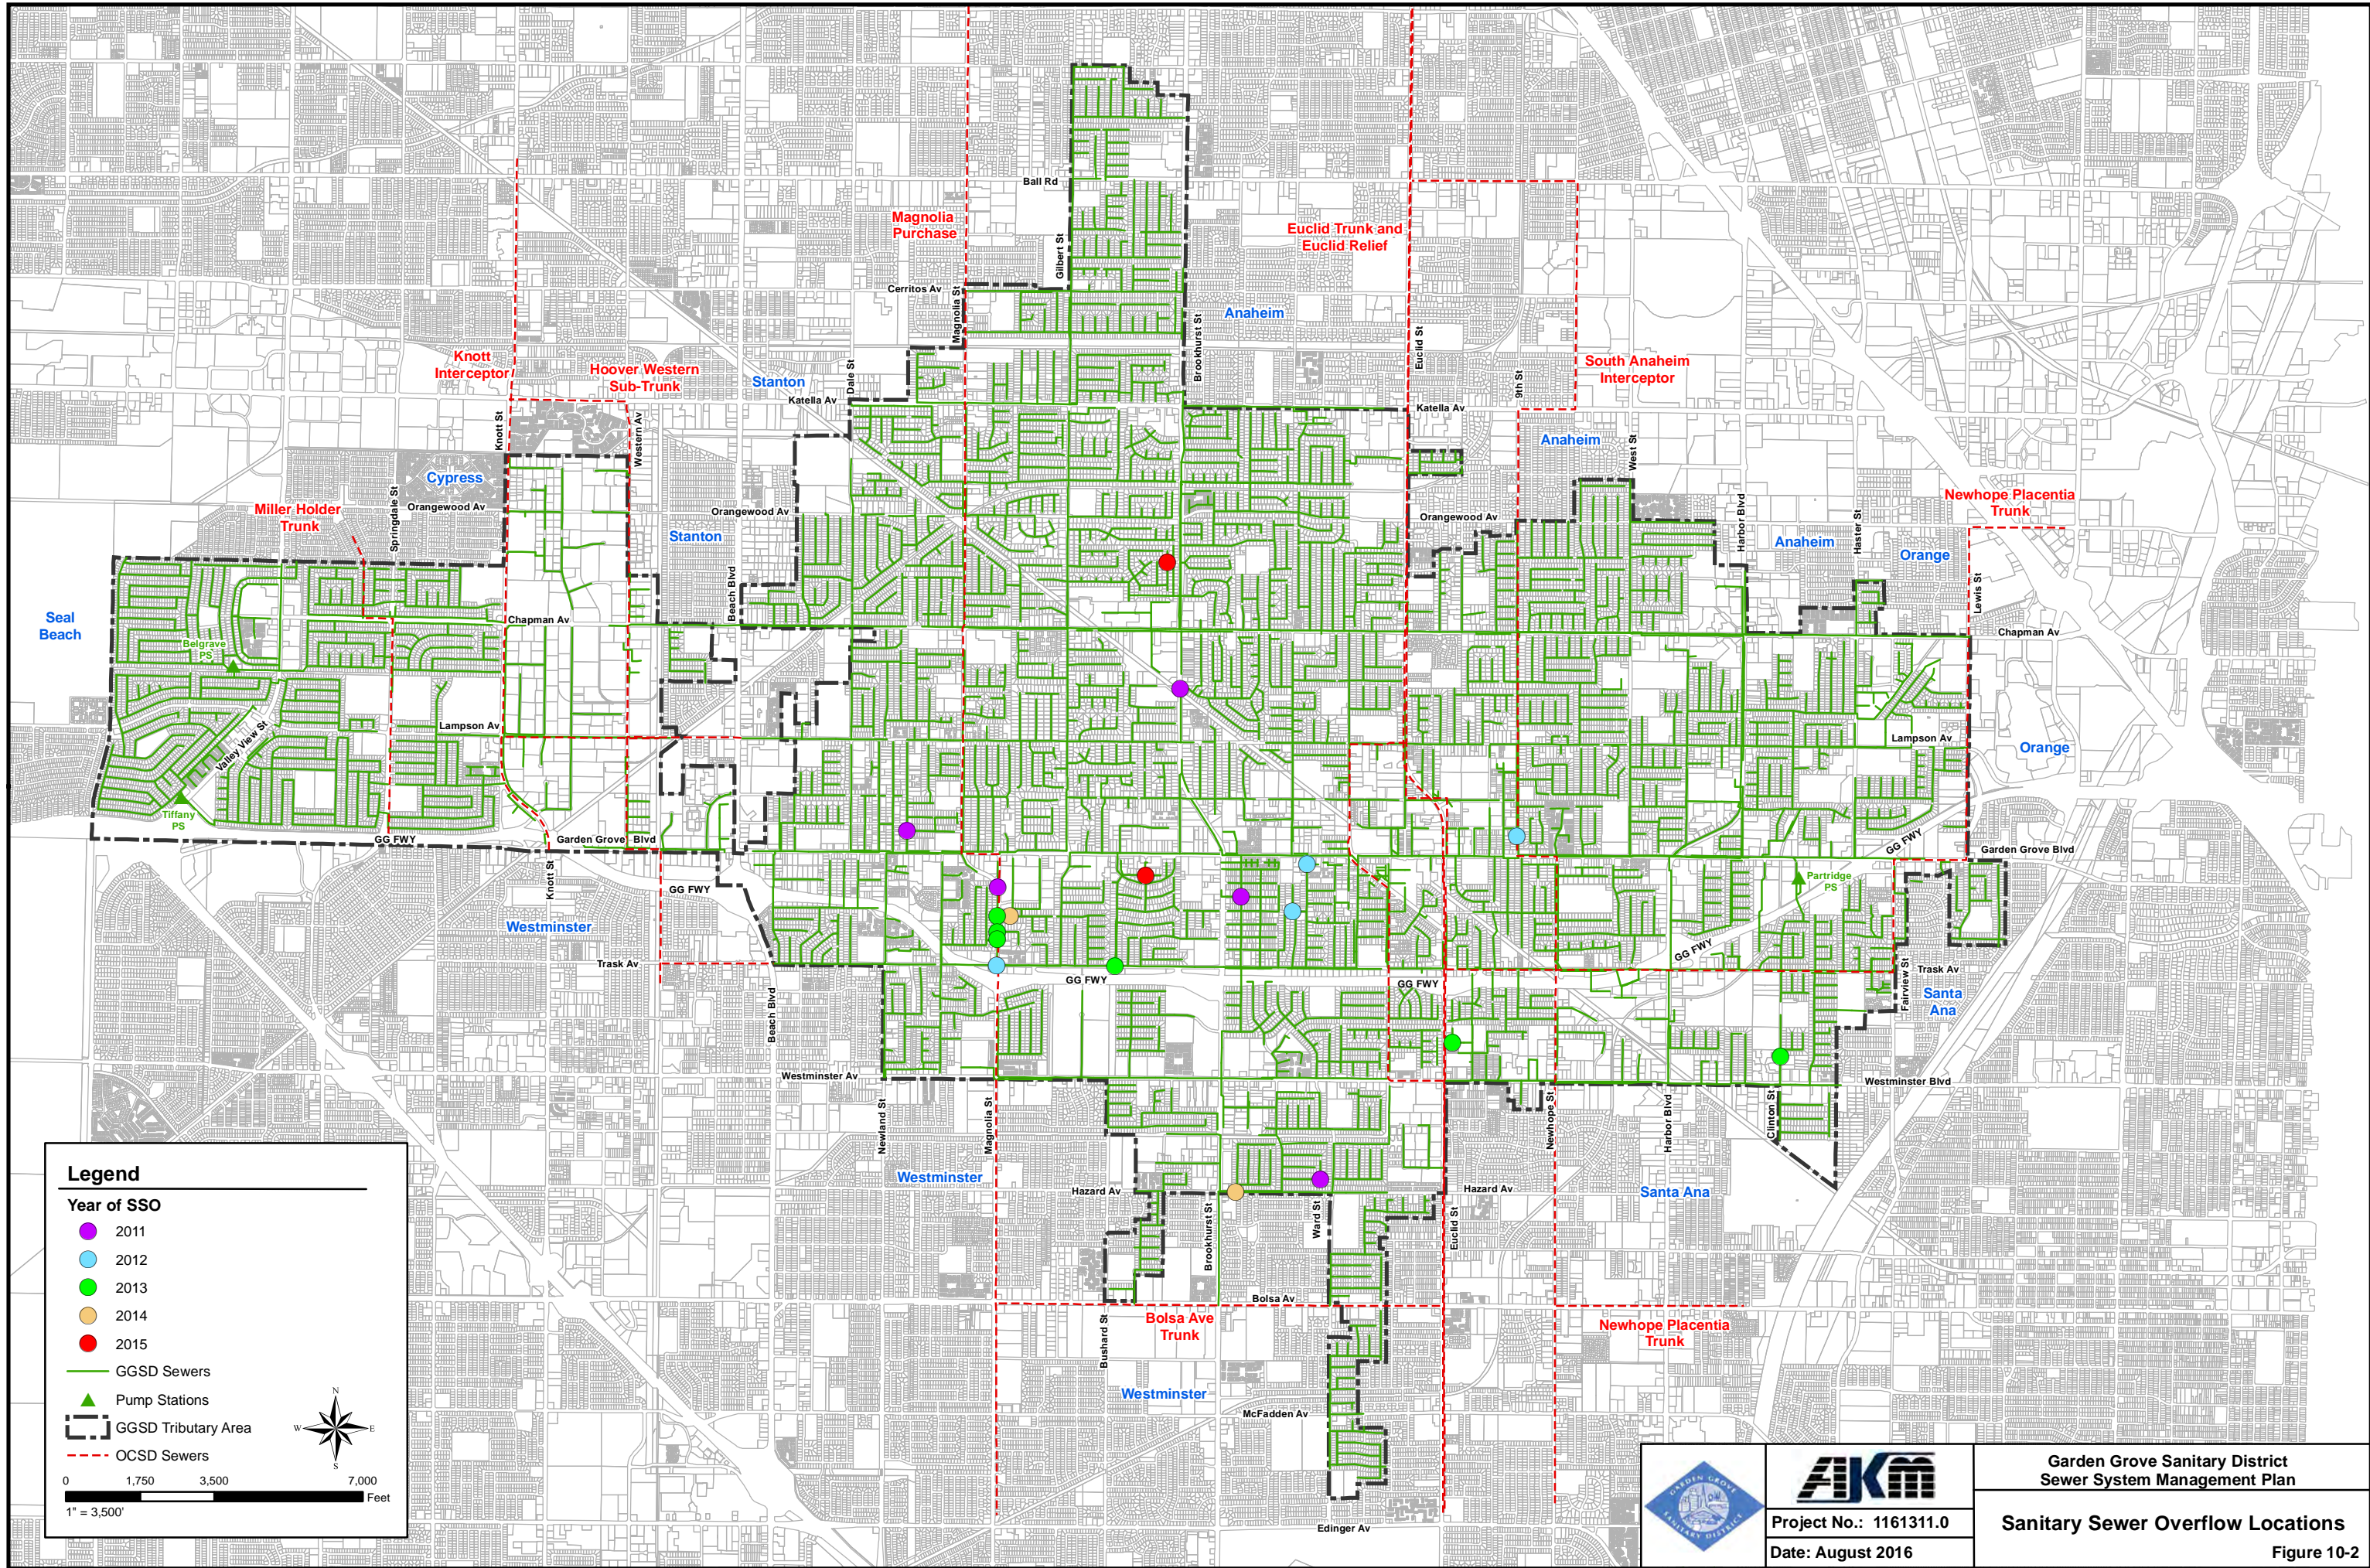 Ball Rd
Magnolia
Purchase
Euclid Trunk and
Euclid Relief
Gilbert St
Cerritos Av
Magnolia St
Anaheim
Brookhurst St
Euclid St
Knott
Interceptor
Hoover Western
Sub-Trunk
Stanton
Dale St
Katella Av
South Anaheim
Interceptor
9th St
Katella Av
Knott St
Western Av
Anaheim
West St
Cypress
Springdale St
Orangewood Av
Miller Holder
Trunk
Orangewood Av
Stanton
Orangewood Av
Harbor Blvd
Newhope Placentia
Trunk
Anaheim
Haster St
Orange
Beach Blvd
Lewis St
Seal
Beach
Chapman Av
Chapman Av
Belgrave
PS
Lampson Av
Valley View St
Lampson Av
Orange
Tiffany
PS
GG FWY
Garden Grove Blvd
GG FWY
Garden Grove Blvd
Knott St
GG FWY
Partridge
PS
Westminster
Trask Av
GG FWY
GG FWY
GG FWY
Fairview St
Trask Av
Santa
Ana
Beach Blvd
Westminster Av
Westminster Blvd
Newland St
Magnolia St
Newhope St
Harbor Blvd
Clinton St
Westminster
Hazard Av
Hazard Av
Santa Ana
Brookhurst St
Ward St
Euclid St
Bolsa Av
Bushard St
Bolsa Ave
Trunk
Newhope Placentia
Trunk
Westminster
McFadden Av
Edinger Av
Legend
Year of SSO
2011
2012
2013
2014
2015
GGSD Sewers
Pump Stations
GGSD Tributary Area
OCSD Sewers
N
W
E
S
0 1,750 3,500 7,000
Feet
1" = 3,500'
GARDEN GROVE
SANITARY DISTRICT
AKM
Project No.: 1161311.0
Date: August 2016
Garden Grove Sanitary District
Sewer System Management Plan
Sanitary Sewer Overflow Locations
Figure 10-2